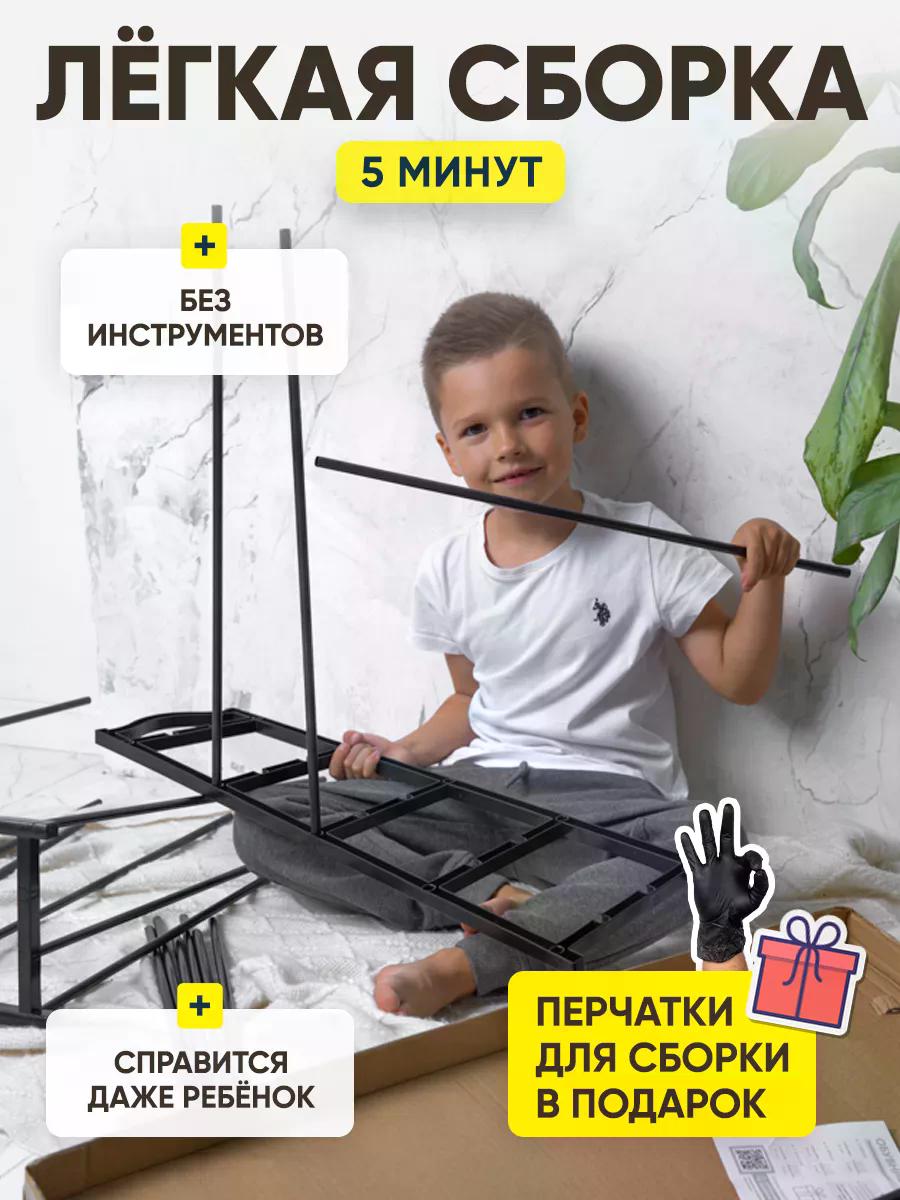 ЛЁГКАЯ СБОРКА
5 МИНУТ
+
БЕЗ
ИНСТРУМЕНТОВ
+
СПРАВИТСЯ
ДАЖЕ РЕБЁНОК
ПЕРЧАТКИ
ДЛЯ СБОРКИ
В ПОДАРОК